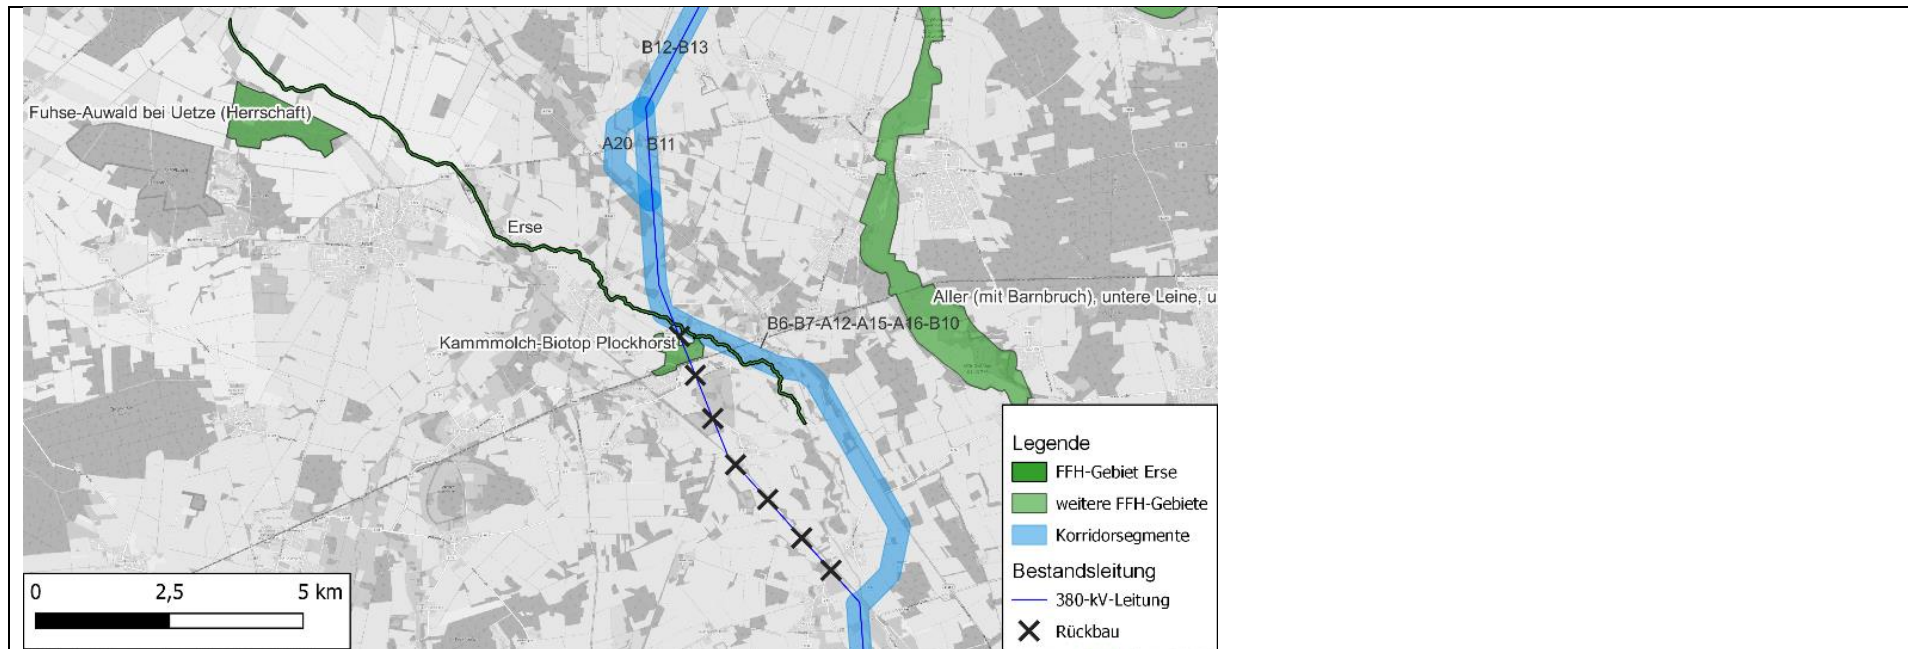 B12-B13
Fuhse-Auwald bei Uetze (Herrschaft)
A20 B11
Erse
Aller (mit Barnbruch), untere Leine, u
B6-B7-A12-A15-A16-B10
Kammmolch-Biotop Plockhorst
Legende
FFH-Gebiet Erse
weitere FFH-Gebiete
Korridorsegmente
Bestandsleitung
380-kV-Leitung
Rückbau
0 2,5 5 km